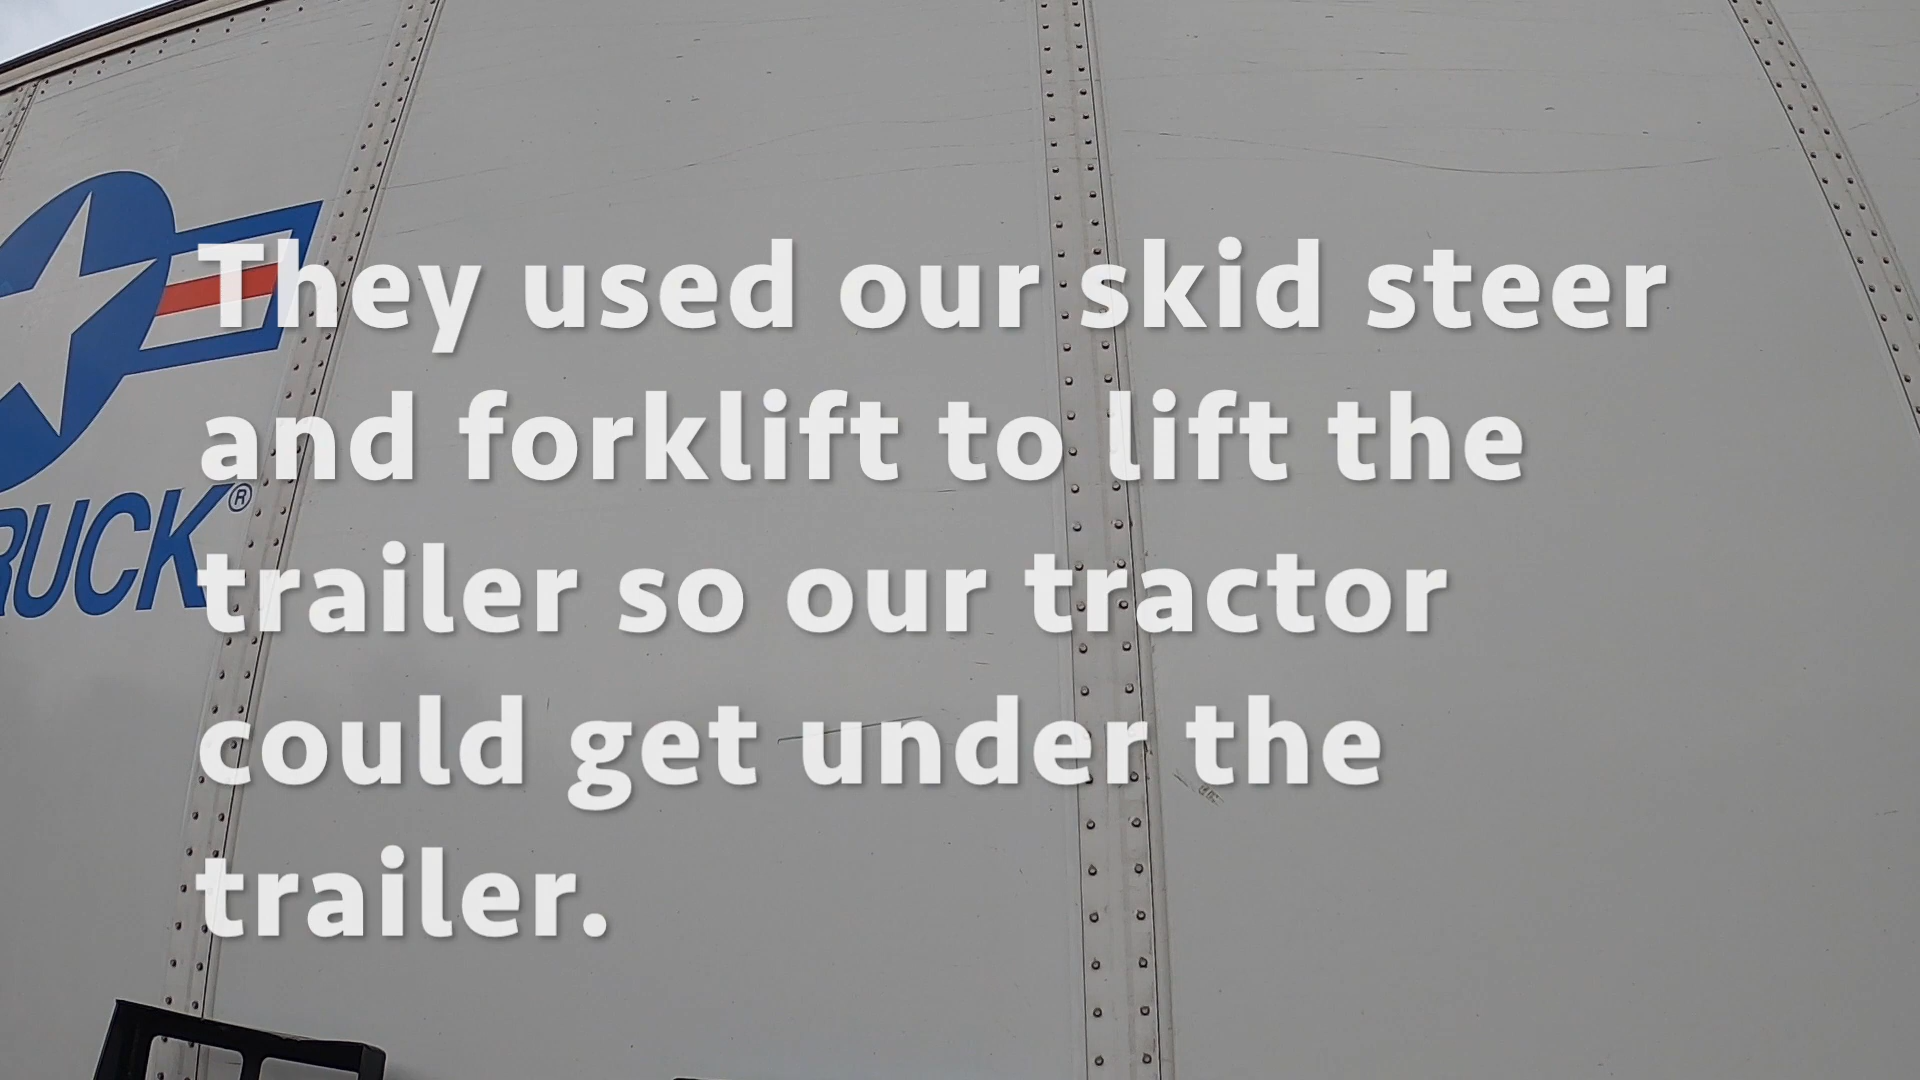 They used our skid steer
and forklift to lift the
trailer so our tractor
could get under the
trailer.
RUCK®